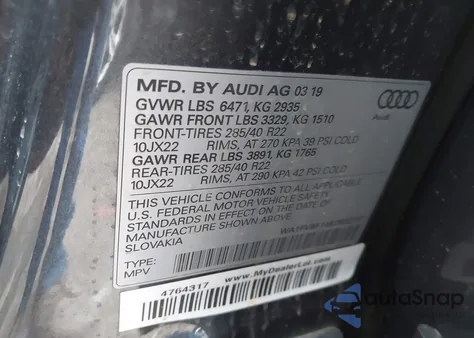 MFD. BY AUDI AG 03 19
GVWR LBS 6471, KG 2935
GAWR FRONT LBS 3329, KG 1510
FRONT-TIRES 285/40 R22
10JX22 RIMS, AT 270 KPA 39 PSI COLD
GAWR REAR LBS 3891, KG 1765
REAR-TIRES 285/40 R22
10JX22 RIMS, AT 290 KPA 42 PSI COLD
THIS VEHICLE CONFORMS TO ALL APPLICABLE
U.S. FEDERAL MOTOR VEHICLE SAFETY
STANDARDS IN EFFECT ON THE DATE OF
SLOVAKIA
TYPE:
MPV
Audi
4764317
www.MyDealerLot.com
autoSnap